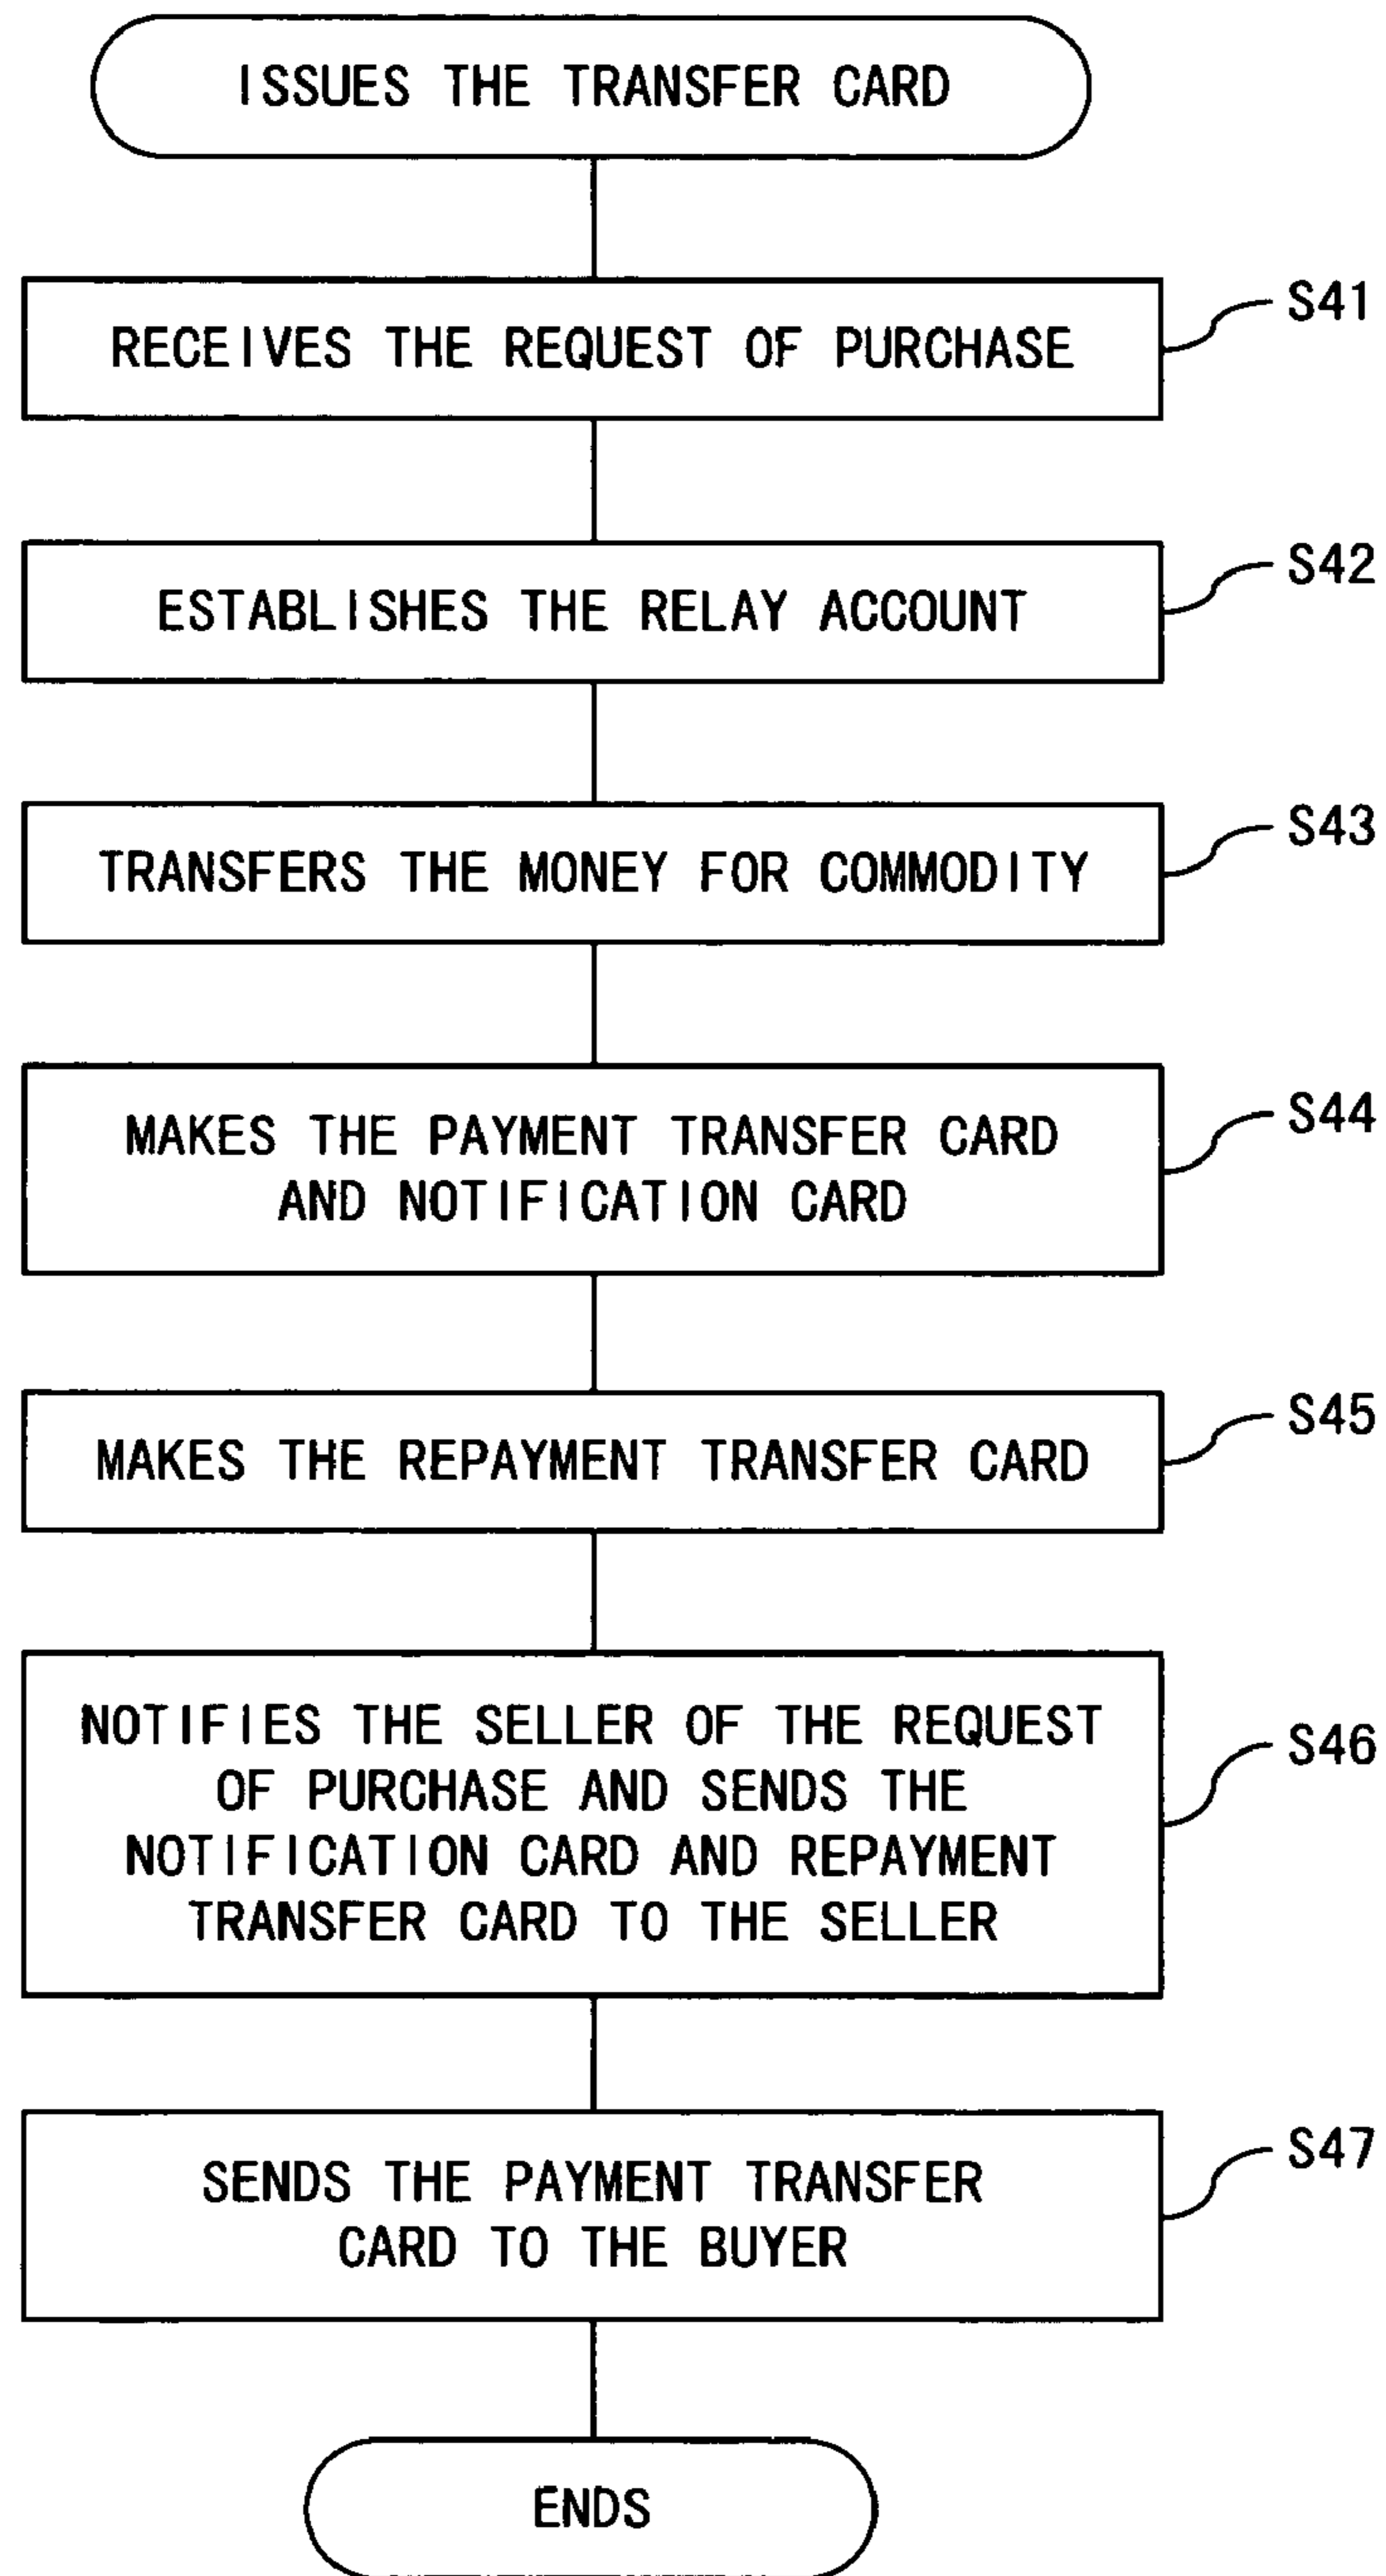 ISSUES THE TRANSFER CARD
RECEIVES THE REQUEST OF PURCHASE
S41
ESTABLISHES THE RELAY ACCOUNT
S42
TRANSFERS THE MONEY FOR COMMODITY
S43
MAKES THE PAYMENT TRANSFER CARD
AND NOTIFICATION CARD
S44
MAKES THE REPAYMENT TRANSFER CARD
S45
NOTIFIES THE SELLER OF THE REQUEST
OF PURCHASE AND SENDS THE
NOTIFICATION CARD AND REPAYMENT
TRANSFER CARD TO THE SELLER
S46
SENDS THE PAYMENT TRANSFER
CARD TO THE BUYER
S47
ENDS